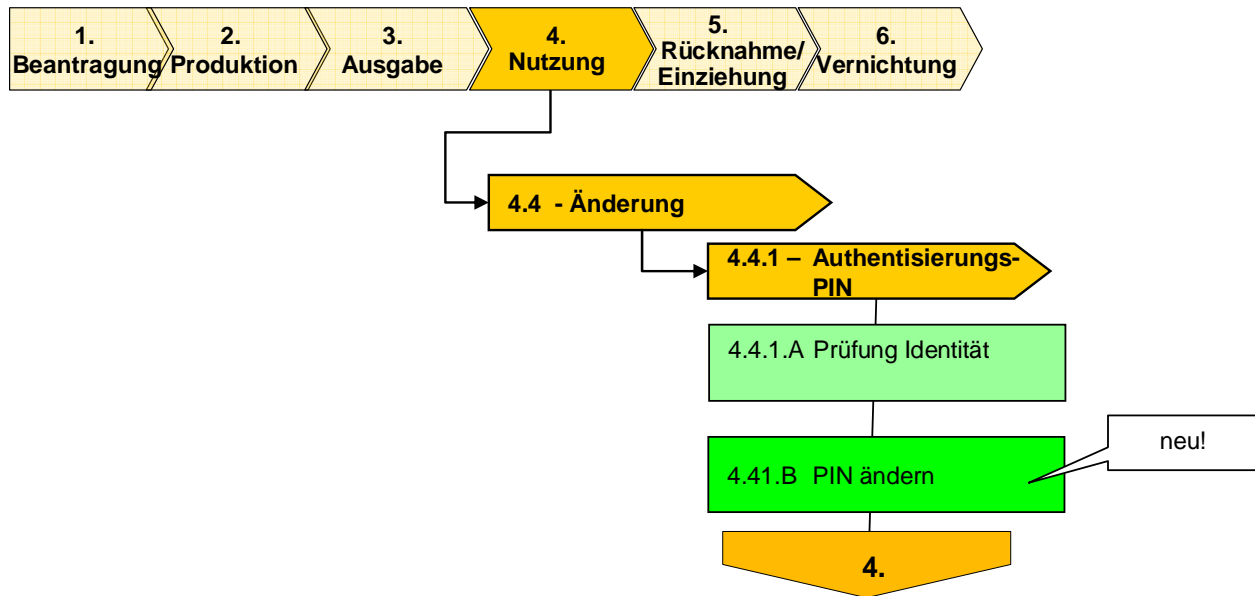 1.
Beantragung
2.
Produktion
3.
Ausgabe
4.
Nutzung
5.
Rücknahme/
Einziehung
6.
Vernichtung
4.4 - Änderung
4.4.1 – Authentisierungs-
PIN
4.4.1.A Prüfung Identität
4.41.B PIN ändern
neu!
4.